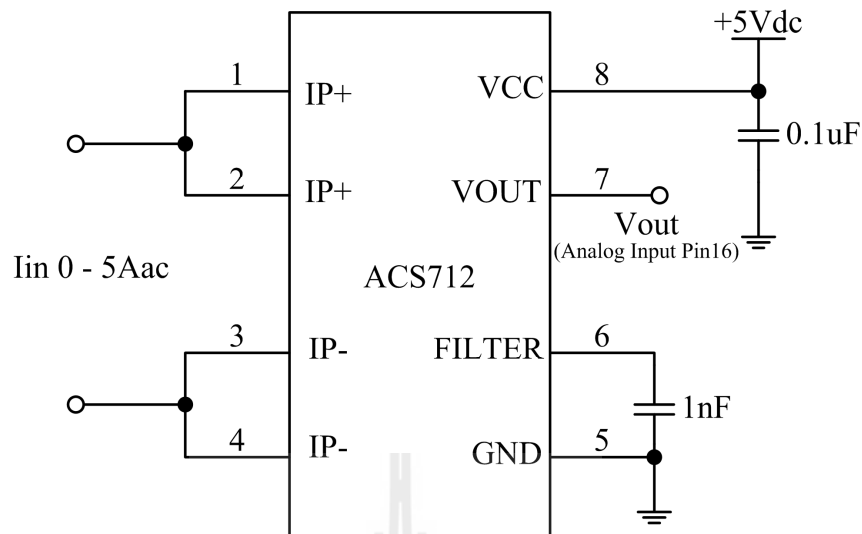 +5Vdc
1
IP+
VCC
8
0.1uF
2
IP+
VOUT
7
Vout
(Analog Input Pin16)
Iin 0 - 5Aac
ACS712
3
IP-
FILTER
6
1nF
4
IP-
GND
5